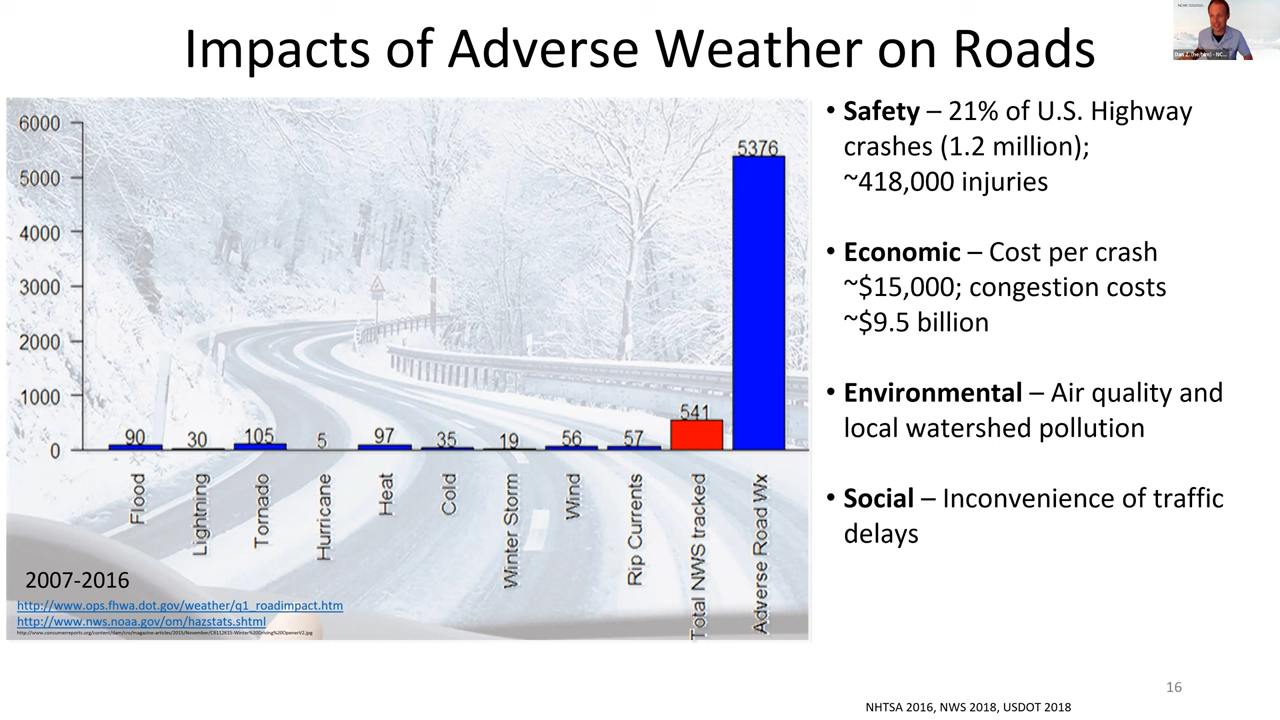 Impacts of Adverse Weather on Roads
6000
5000
4000
3000
2000
1000
0
90
30
105
5
97
35
19
56
57
541
5376
Flood
Lightning
Tornado
Hurricane
Heat
Cold
Winter Storm
Wind
Rip Currents
Total NWS tracked
Adverse Road Wx
2007-2016
http://www.ops.fhwa.dot.gov/weather/q1_roadimpact.htm
http://www.nws.noaa.gov/om/hazstats.shtml
• Safety – 21% of U.S. Highway
crashes (1.2 million);
~418,000 injuries
• Economic – Cost per crash
~$15,000; congestion costs
~$9.5 billion
• Environmental – Air quality and
local watershed pollution
• Social – Inconvenience of traffic
delays
16
NHTSA 2016, NWS 2018, USDOT 2018